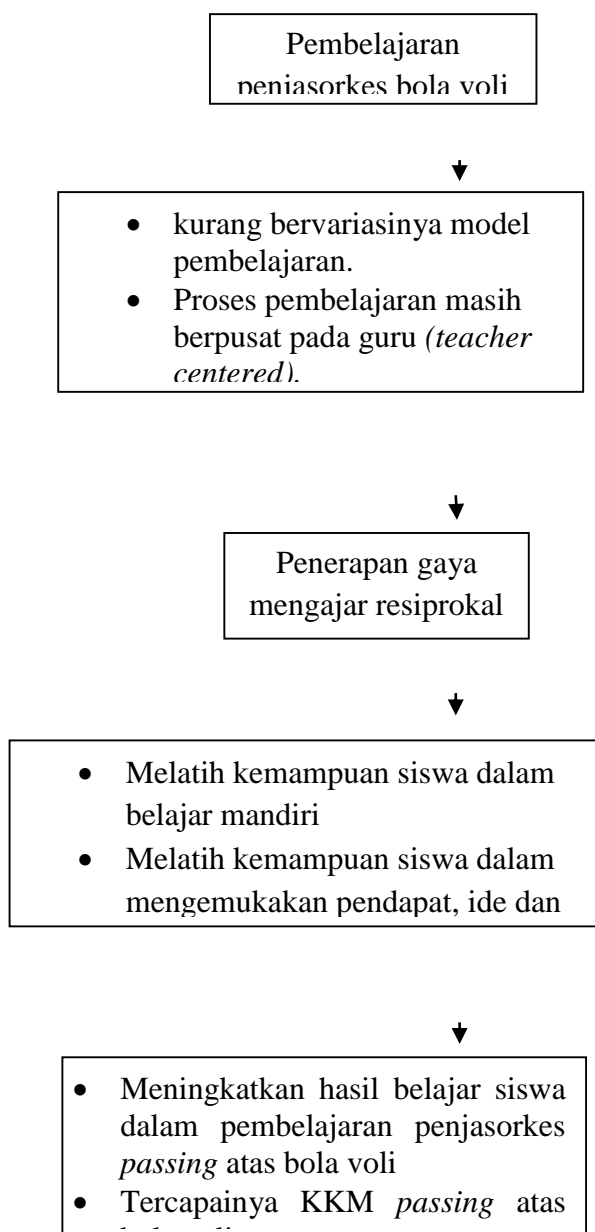 Pembelajaran
penjasorkes bola voli
• kurang bervariasinya model
pembelajaran.
• Proses pembelajaran masih
berpusat pada guru (teacher
centered).
Penerapan gaya
mengajar resiprokal
• Melatih kemampuan siswa dalam
belajar mandiri
• Melatih kemampuan siswa dalam
mengemukakan pendapat, ide dan
• Meningkatkan hasil belajar siswa
dalam pembelajaran penjasorkes
passing atas bola voli
• Tercapainya KKM passing atas